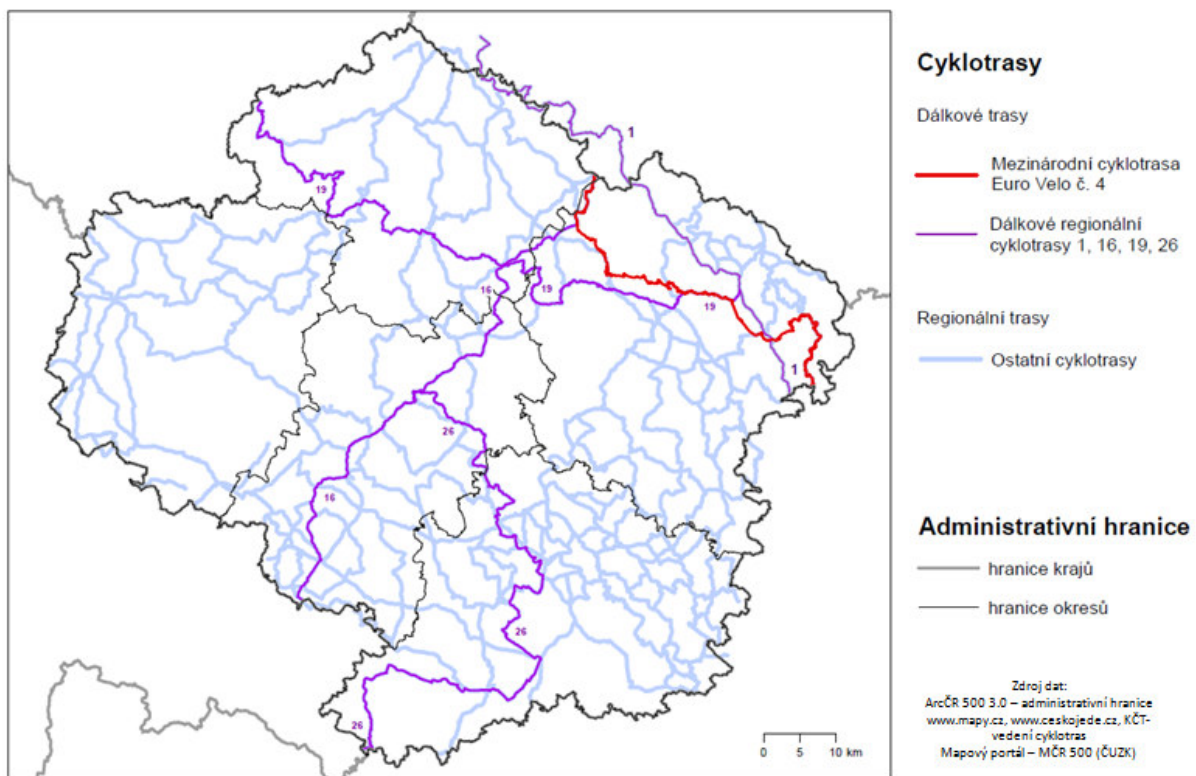 1
19
16
19
19
1
26
16
26
26
0 5 10 km
Cyklotrasy
Dálkové trasy
Mezinárodní cyklotrasa
Euro Velo č. 4
Dálkové regionální
cyklotrasy 1, 16, 19, 26
Regionální trasy
Ostatní cyklotrasy
Administrativní hranice
hranice krajů
hranice okresů
Zdroj dat:
ArcČR 500 3.0 – administrativní hranice
www.mapy.cz, www.ceskojede.cz, KČT-
vedení cyklotras
Mapový portál – MČR 500 (ČUZK)